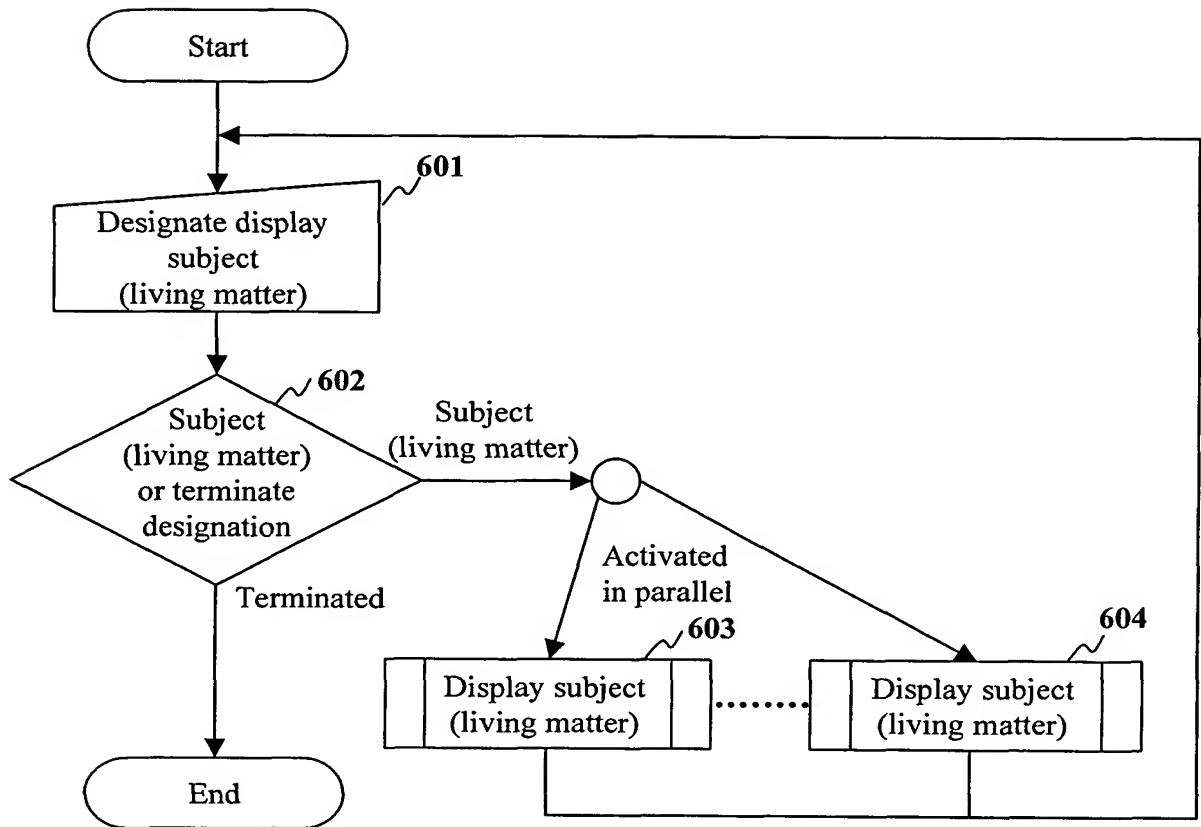 Start
601
Designate display
subject
(living matter)
602
Subject
(living matter)
or terminate
designation
Subject
(living matter)
Activated
in parallel
Terminated
603
Display subject
(living matter)
604
Display subject
(living matter)
End